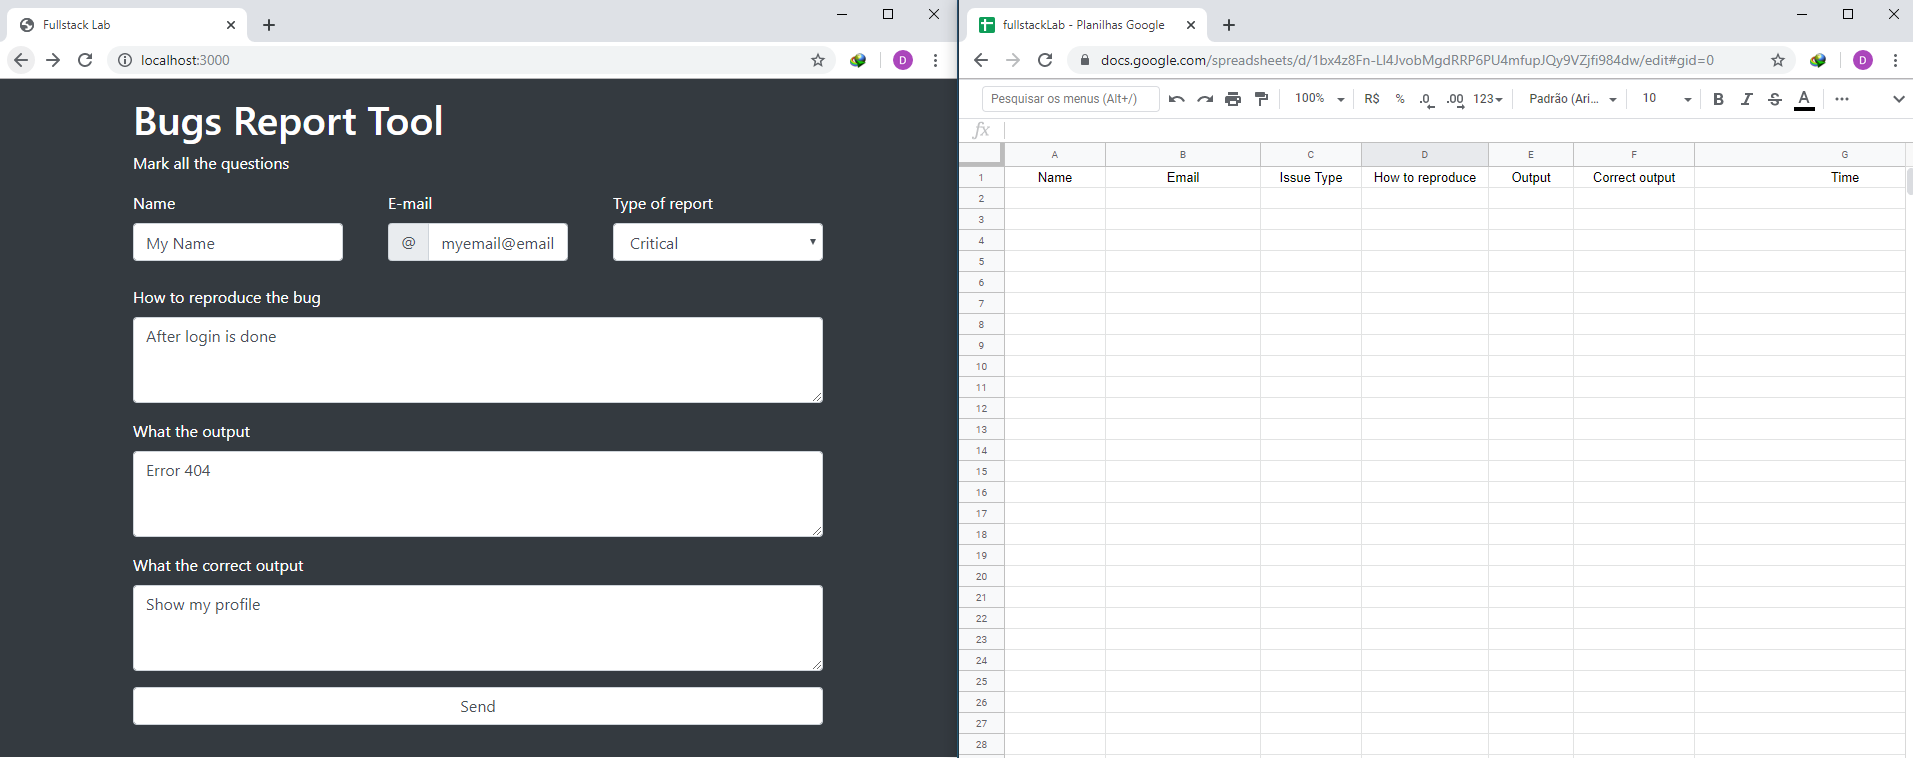 Fullstack Lab
localhost:3000
D
Bugs Report Tool
Mark all the questions
Name
E-mail
Type of report
My Name
@
myemail@email
Critical
How to reproduce the bug
After login is done
What the output
Error 404
What the correct output
Show my profile
Send
fullstackLab - Planilhas Google
docs.google.com/spreadsheets/d/1bx4z8Fn-LI4JvobMgdRRP6PU4mfupJQy9VZjfi984dw/edit#gid=0
D
Pesquisar os menus (Alt+/)
100%
R$ % .0 .00 123
Padrão (Ari...
10
B I S A
fx
A B C D E F G
1 Name Email Issue Type How to reproduce Output Correct output Time
2
3
4
5
6
7
8
9
10
11
12
13
14
15
16
17
18
19
20
21
22
23
24
25
26
27
28